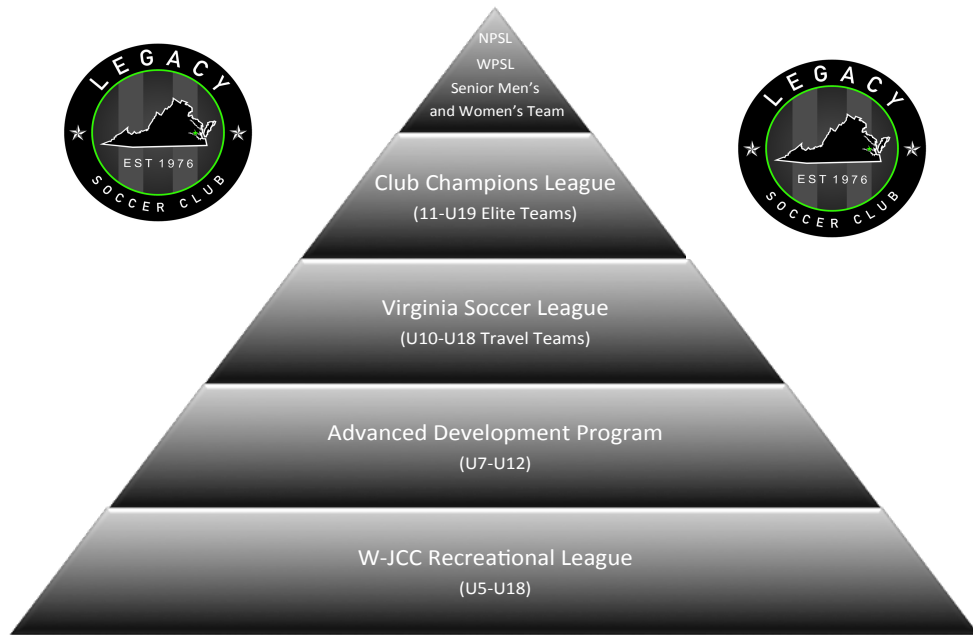 LEGACY
EST 1976
SOCCER CLUB
NPSL
WPSL
Senior Men's
and Women's Team
LEGACY
EST 1976
SOCCER CLUB
Club Champions League
(11-U19 Elite Teams)
Virginia Soccer League
(U10-U18 Travel Teams)
Advanced Development Program
(U7-U12)
W-JCC Recreational League
(U5-U18)